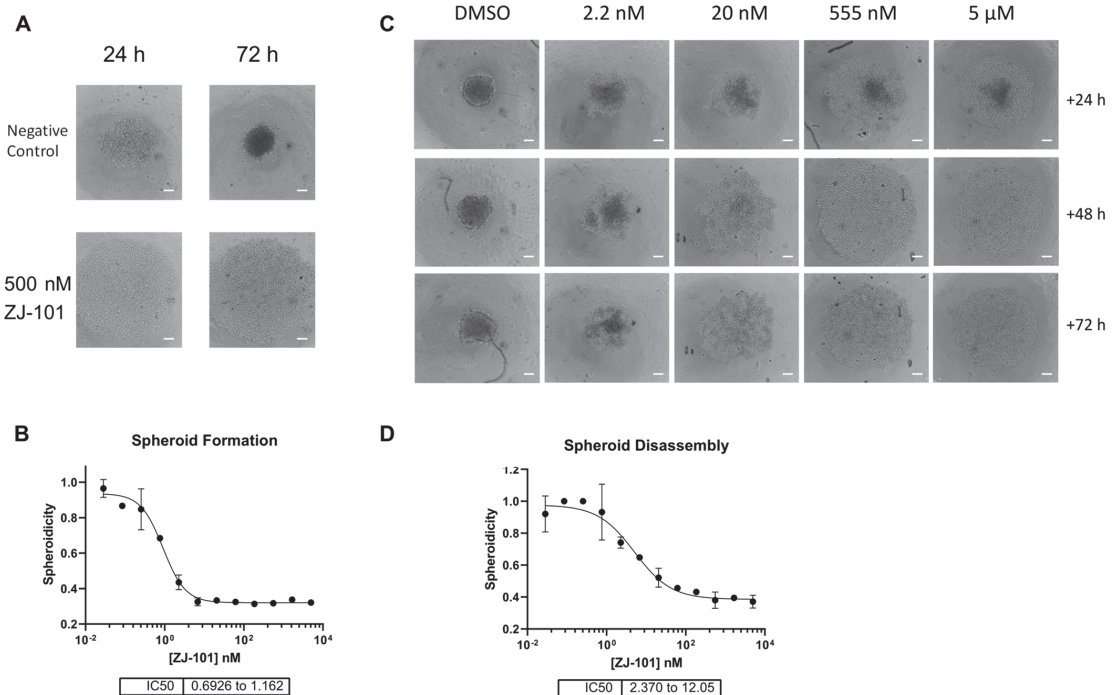 A
24 h 72 h
Negative
Control
500 nM
ZJ-101
C
DMSO 2.2 nM 20 nM 555 nM 5 μM
+24 h
+48 h
+72 h
B
Spheroid Formation
Spheroidicity
1.0
0.8
0.6
0.4
0.2
10-2 100 102 104
[ZJ-101] nM
IC50 0.6926 to 1.162
D
Spheroid Disassembly
Spheroidicity
1.2
1.0
0.8
0.6
0.4
0.2
10-2 100 102 104
[ZJ-101] nM
IC50 2.370 to 12.05